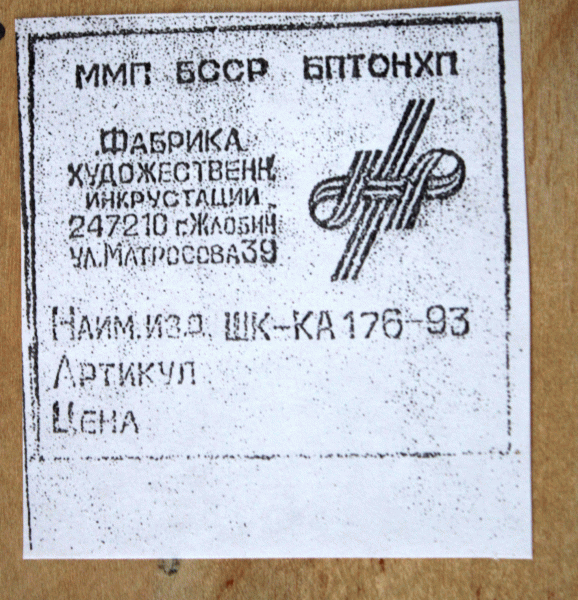 ММП БССР БПТОНХП
ФАБРИКА
ХУДОЖЕСТВЕНН.
ИНКРУСТАЦИИ
247210 г.ЖЛОБИН
УЛ.МАТРОСОВА 39
НАИМ.ИЗД. ШК-КА 176-93
АРТИКУЛ
ЦЕНА